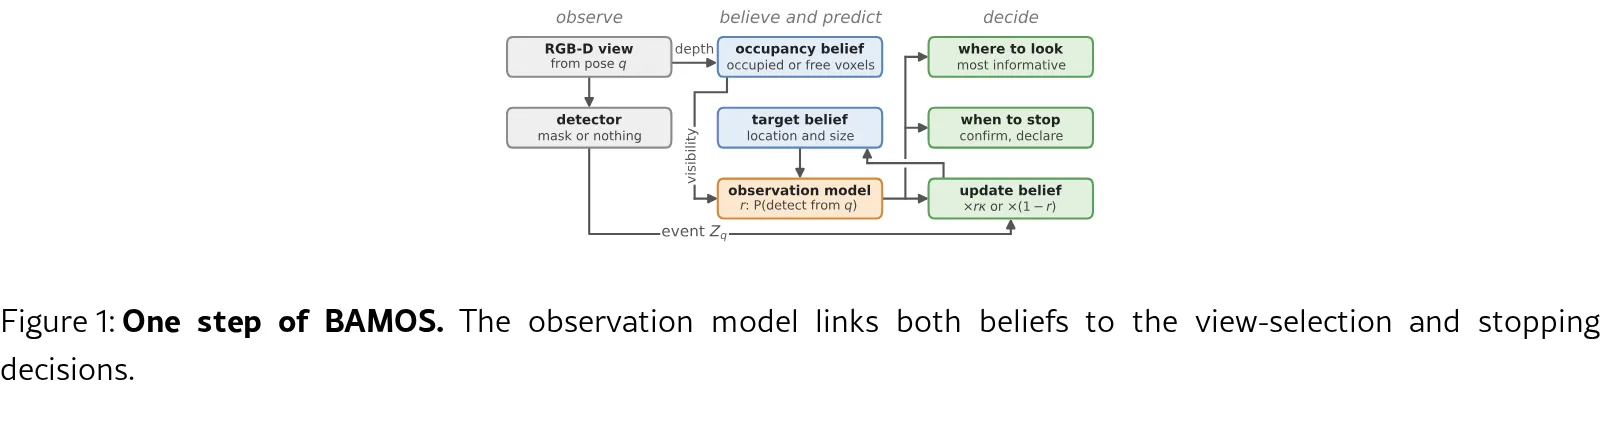 observe
believe and predict
decide
RGB-D view
from pose q
depth
occupancy belief
occupied or free voxels
where to look
most informative
detector
mask or nothing
visibility
target belief
location and size
when to stop
confirm, declare
observation model
r: P(detect from q)
update belief
×rκ or ×(1 − r)
event Z_q
Figure 1: One step of BAMOS. The observation model links both beliefs to the view-selection and stopping
decisions.